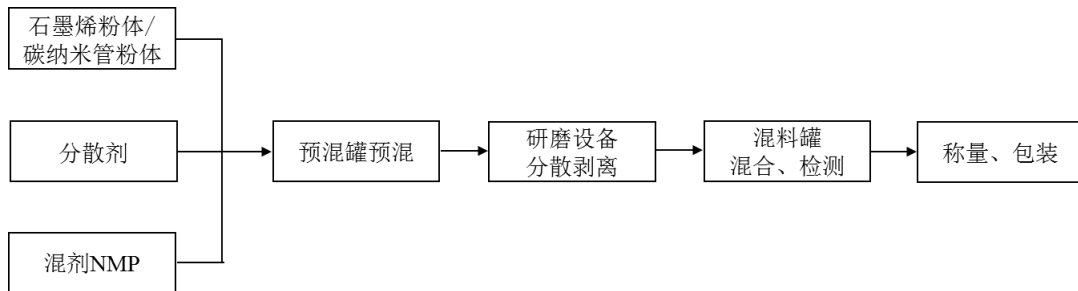 石墨烯粉体/
碳纳米管粉体
分散剂
混剂NMP
预混罐预混
研磨设备
分散剥离
混料罐
混合、检测
称量、包装